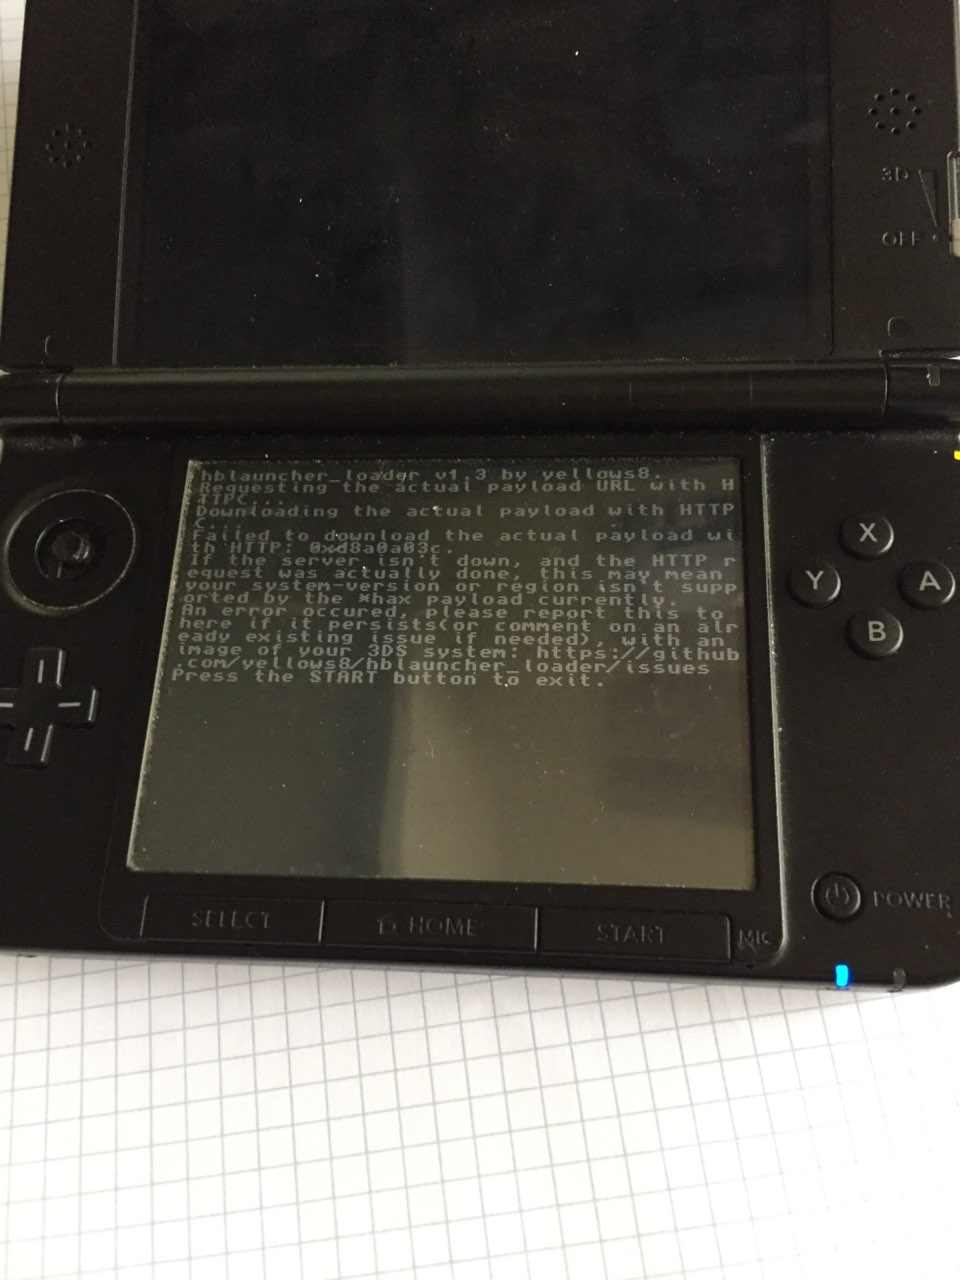 3D
OFF
hblauncher_loader v1.3 by yellows8.
Requesting the actual payload URL with H
TTPC...
Downloading the actual payload with HTTP
C...
Failed to download the actual payload wi
th HTTP: 0xd8a0a03c.
If the server isn't down, and the HTTP r
equest was actually done, this may mean
your system-version or region isn't supp
orted by the *hax payload currently.
An error occured, please report this to
here if it persists(or comment on an alr
eady existing issue if needed), with an
image of your 3DS system: https://github
.com/yellows8/hblauncher_loader/issues
Press the START button to exit.
X
Y
A
B
POWER
SELECT
HOME
START
MIC